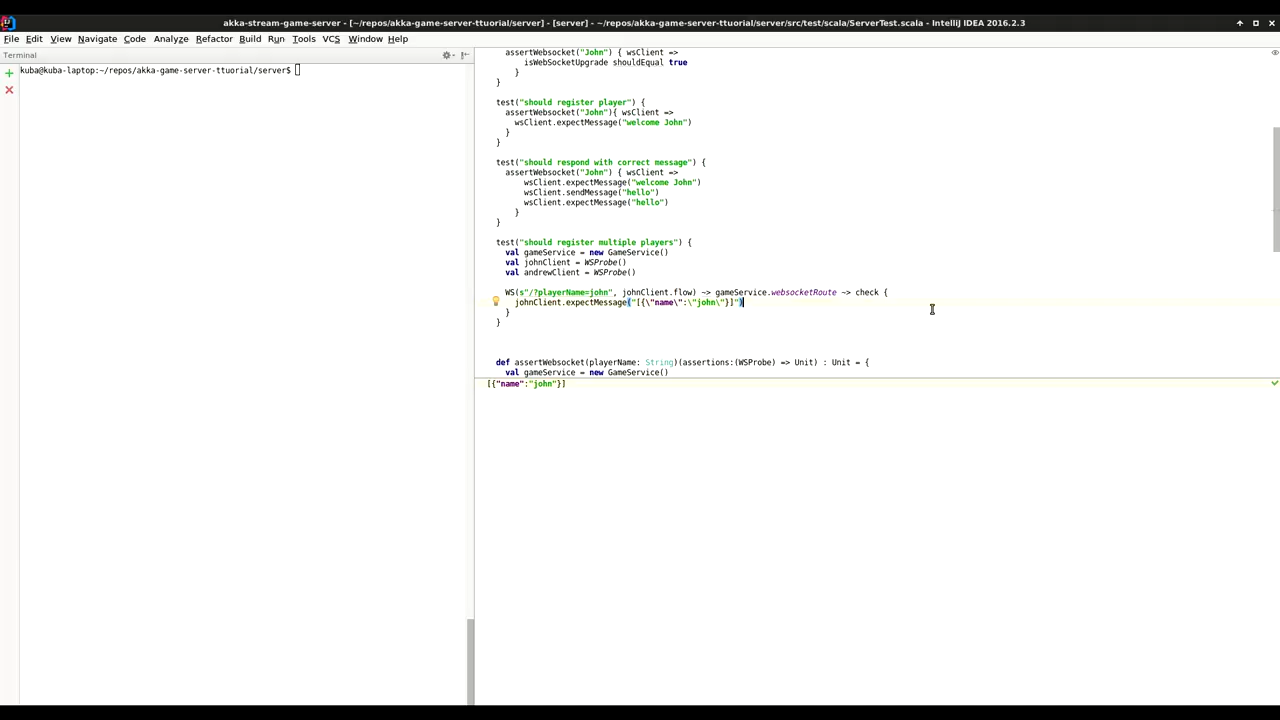 akka-stream-game-server - [~/repos/akka-game-server-ttuorial/server] - [server] - ~/repos/akka-game-server-ttuorial/server/src/test/scala/ServerTest.scala - IntelliJ IDEA 2016.2.3
File Edit View Navigate Code Analyze Refactor Build Run Tools VCS Window Help
Terminal
kuba@kuba-laptop:~/repos/akka-game-server-ttuorial/server$
assertWebsocket("John") { wsClient =>
isWebSocketUpgrade shouldEqual true
}
}
test("should register player") {
assertWebsocket("John"){ wsClient =>
wsClient.expectMessage("welcome John")
}
}
test("should respond with correct message") {
assertWebsocket("John") { wsClient =>
wsClient.expectMessage("welcome John")
wsClient.sendMessage("hello")
wsClient.expectMessage("hello")
}
}
test("should register multiple players") {
val gameService = new GameService()
val johnClient = WSProbe()
val andrewClient = WSProbe()
WS(s"/?playerName=john", johnClient.flow) ~> gameService.websocketRoute ~> check {
johnClient.expectMessage("[{\"name\":\"john\"}]")
}
}
def assertWebsocket(playerName: String)(assertions:(WSProbe) => Unit) : Unit = {
val gameService = new GameService()
[{"name":"john"}]